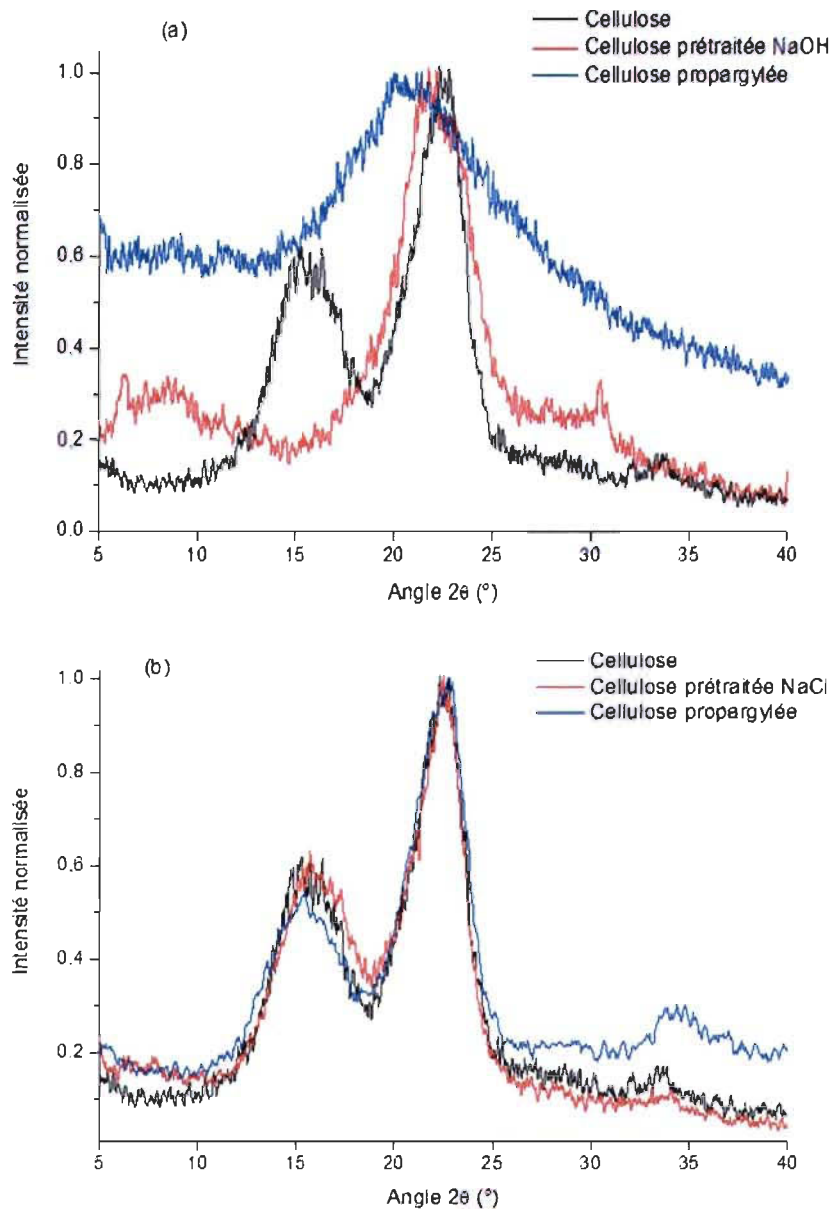 (a)
Cellulose
Cellulose prétraitée NaOH
Cellulose propargylée
1.0
0.8
0.6
0.4
0.2
0.0
Intensité normalisée
5 10 15 20 25 30 35 40
Angle 2θ (°)
(b)
Cellulose
Cellulose prétraitée NaCl
Cellulose propargylée
1.0
0.8
0.6
0.4
0.2
Intensité normalisée
5 10 15 20 25 30 35 40
Angle 2θ (°)